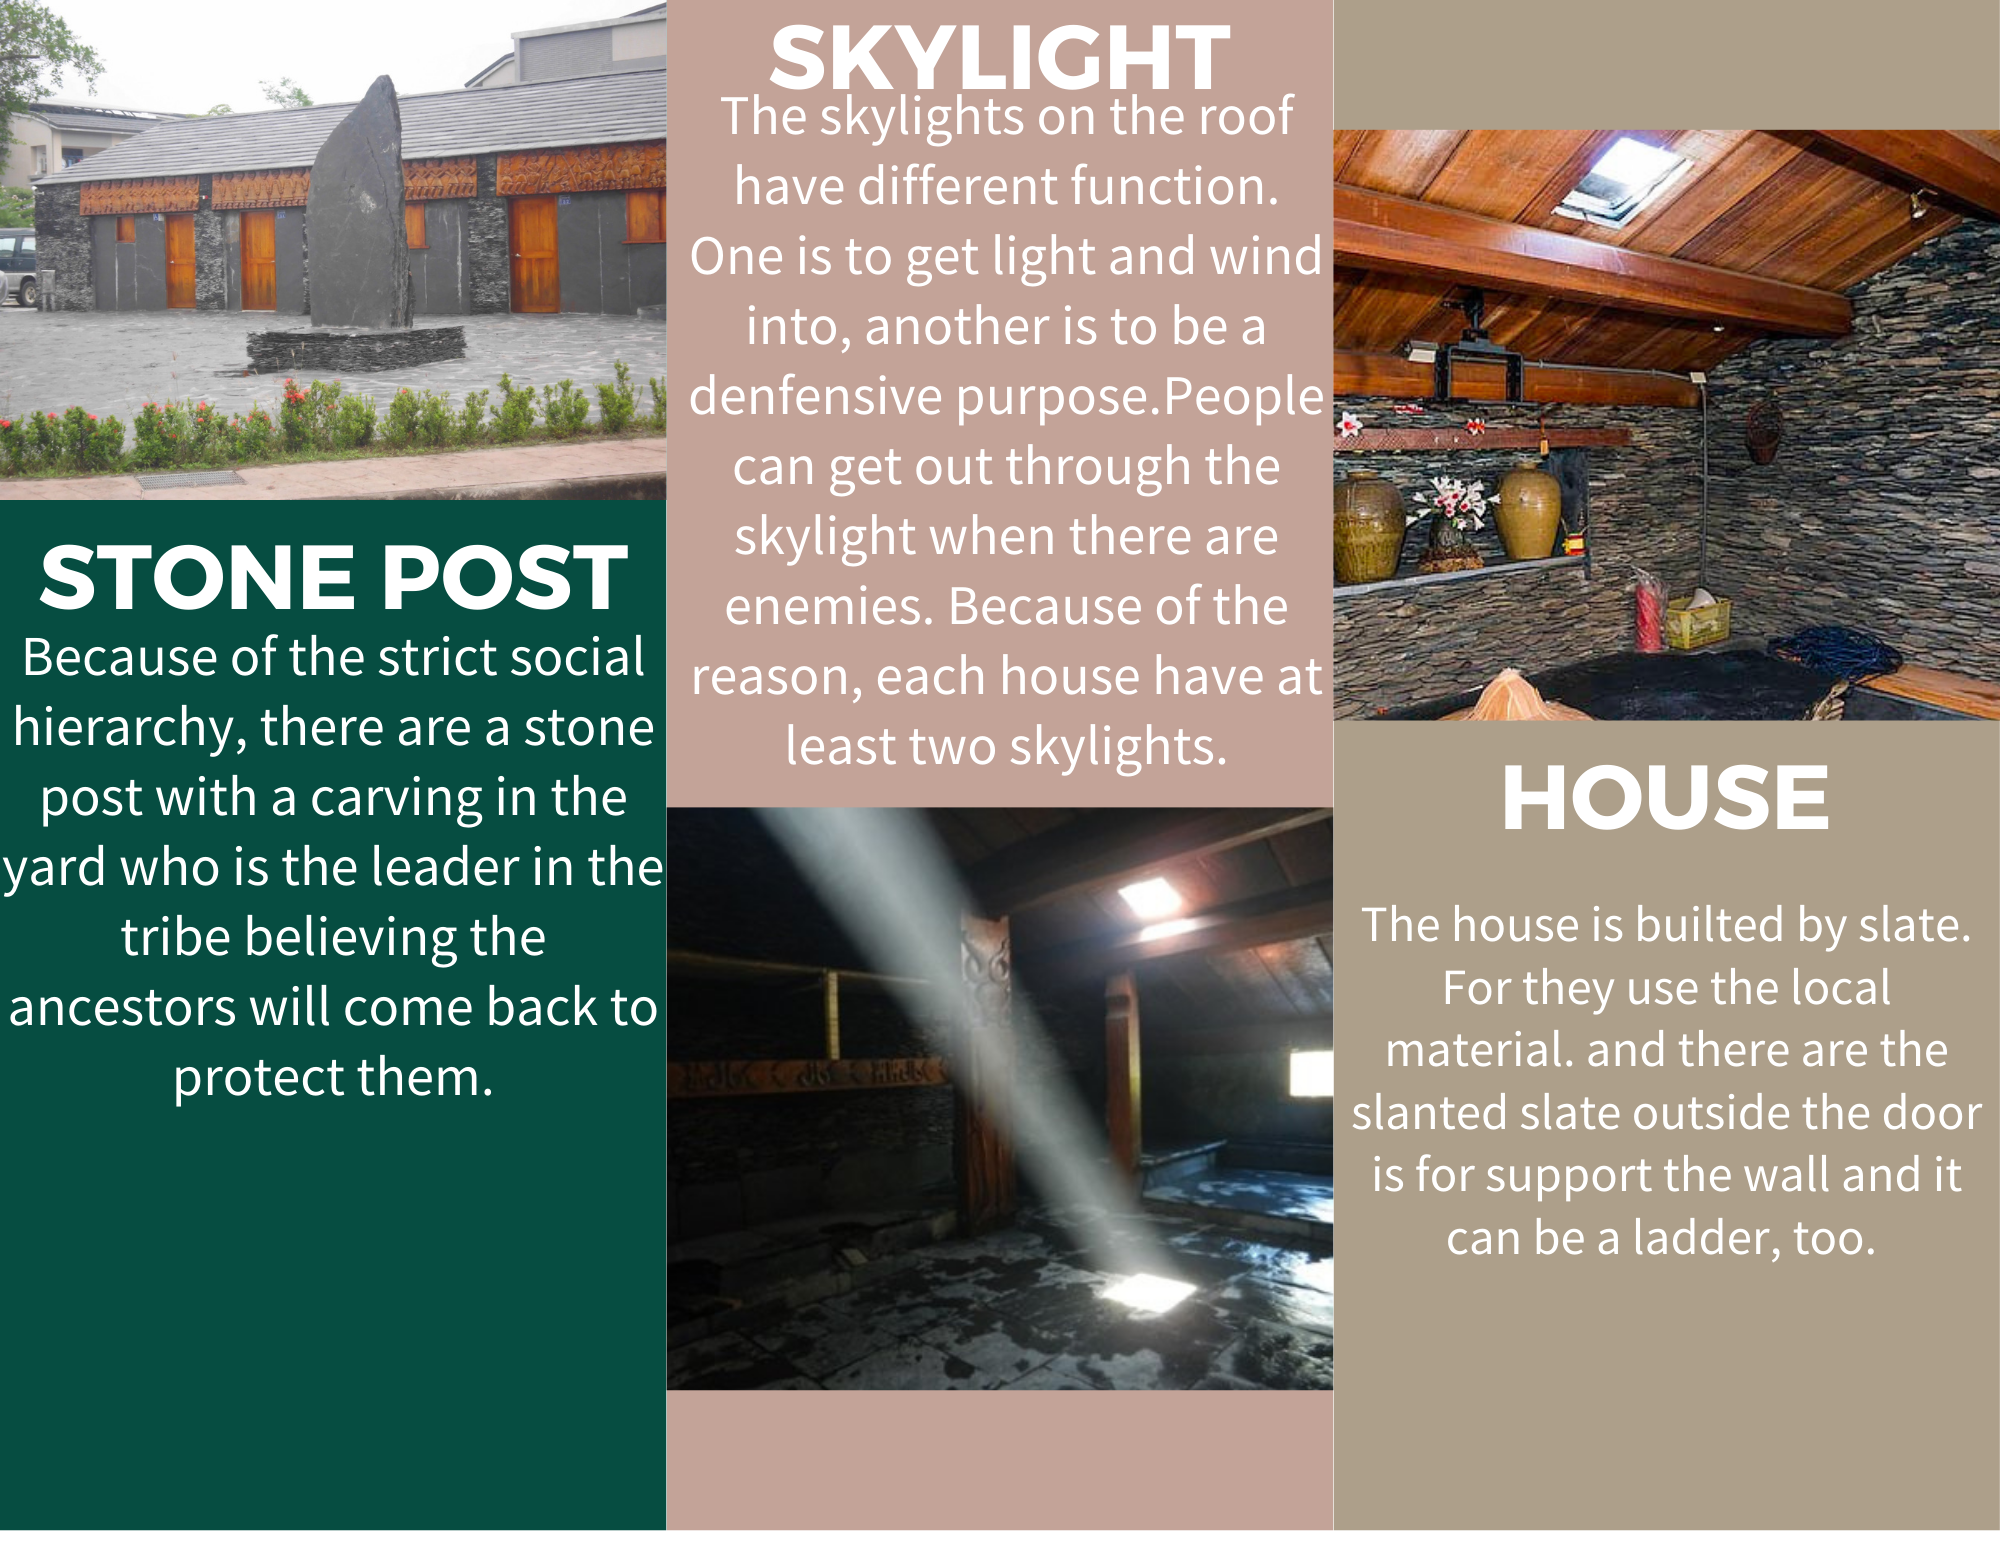 STONE POST
Because of the strict social
hierarchy, there are a stone
post with a carving in the
yard who is the leader in the
tribe believing the
ancestors will come back to
protect them.
SKYLIGHT
The skylights on the roof
have different function.
One is to get light and wind
into, another is to be a
denfensive purpose.People
can get out through the
skylight when there are
enemies. Because of the
reason, each house have at
least two skylights.
HOUSE
The house is builted by slate.
For they use the local
material. and there are the
slanted slate outside the door
is for support the wall and it
can be a ladder, too.